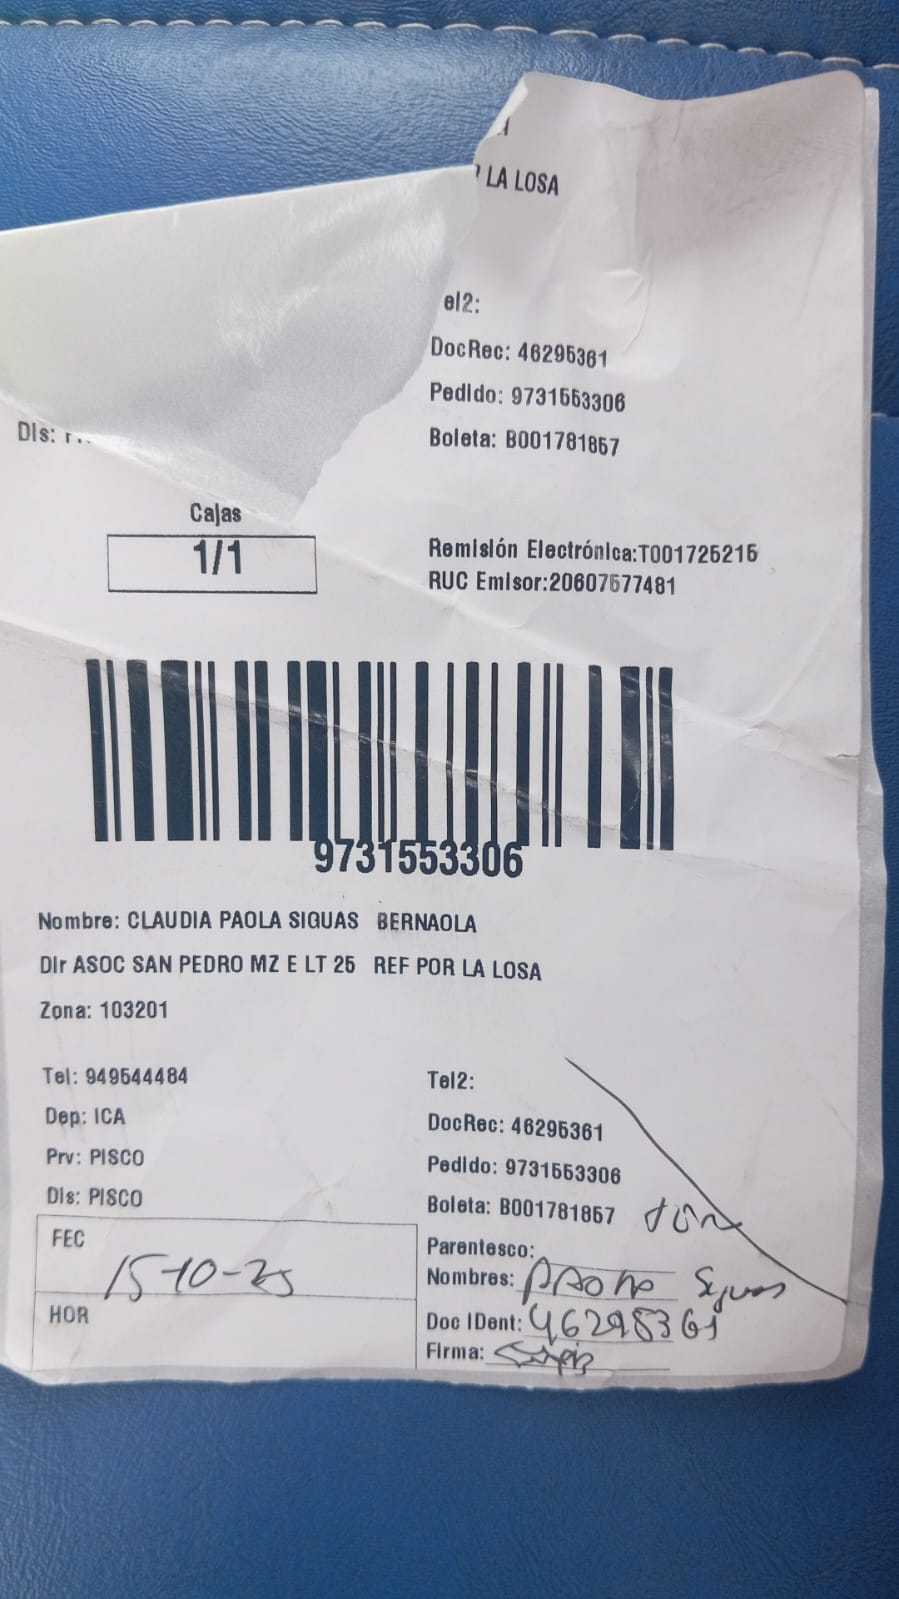 LA LOSA
el2:
DocRec: 46295361
Pedido: 9731553306
Boleta: B001781857
Dis:
Cajas
1/1
Remisión Electrónica:T001725215
RUC Emisor:20607577481
9731553306
Nombre: CLAUDIA PAOLA SIGUAS BERNAOLA
Dir ASOC SAN PEDRO MZ E LT 25 REF POR LA LOSA
Zona: 103201
Tel: 949544484
Dep: ICA
Prv: PISCO
Dis: PISCO
Tel2:
DocRec: 46295361
Pedido: 9731553306
Boleta: B001781857
Parentesco:
Nombres: PAOLA Siguas
Doc IDent: 46295361
Firma:
FEC
15-10-25
HOR